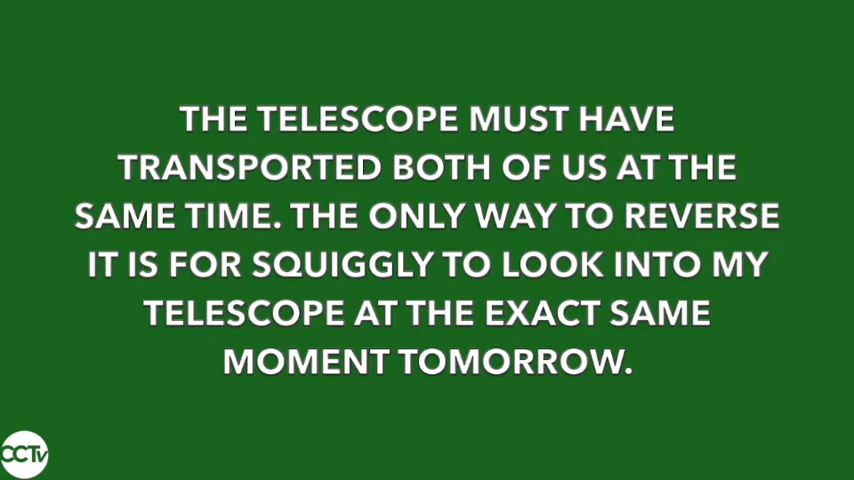 THE TELESCOPE MUST HAVE
TRANSPORTED BOTH OF US AT THE
SAME TIME. THE ONLY WAY TO REVERSE
IT IS FOR SQUIGGLY TO LOOK INTO MY
TELESCOPE AT THE EXACT SAME
MOMENT TOMORROW.
CCTv